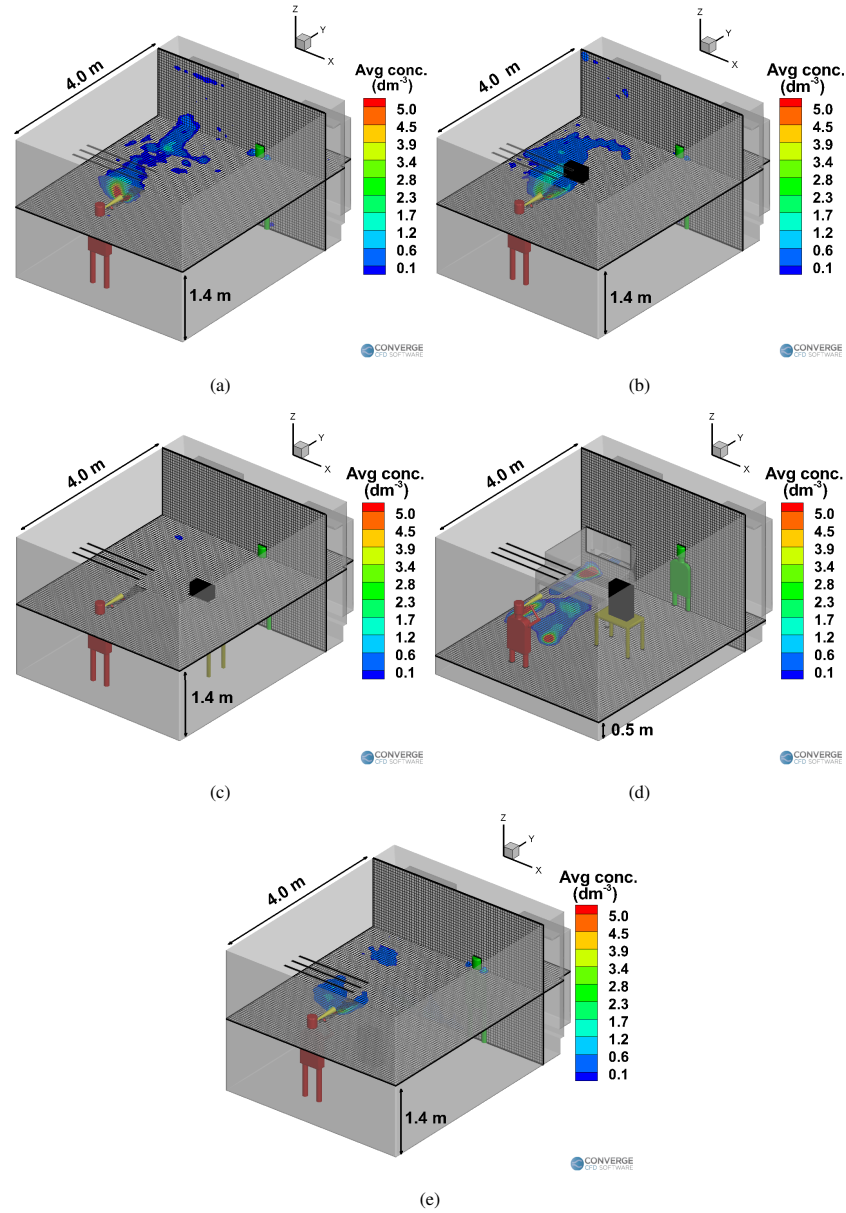 Z
Y
X
4.0 m
Avg conc.
(dm-3)
5.0
4.5
3.9
3.4
2.8
2.3
1.7
1.2
0.6
0.1
1.4 m
CONVERGE
CFD SOFTWARE
(a)
Z
Y
X
4.0 m
Avg conc.
(dm-3)
5.0
4.5
3.9
3.4
2.8
2.3
1.7
1.2
0.6
0.1
1.4 m
CONVERGE
CFD SOFTWARE
(b)
Z
Y
X
4.0 m
Avg conc.
(dm-3)
5.0
4.5
3.9
3.4
2.8
2.3
1.7
1.2
0.6
0.1
1.4 m
CONVERGE
CFD SOFTWARE
(c)
Z
Y
X
4.0 m
Avg conc.
(dm-3)
5.0
4.5
3.9
3.4
2.8
2.3
1.7
1.2
0.6
0.1
0.5 m
CONVERGE
CFD SOFTWARE
(d)
Z
Y
X
4.0 m
Avg conc.
(dm-3)
5.0
4.5
3.9
3.4
2.8
2.3
1.7
1.2
0.6
0.1
1.4 m
CONVERGE
CFD SOFTWARE
(e)